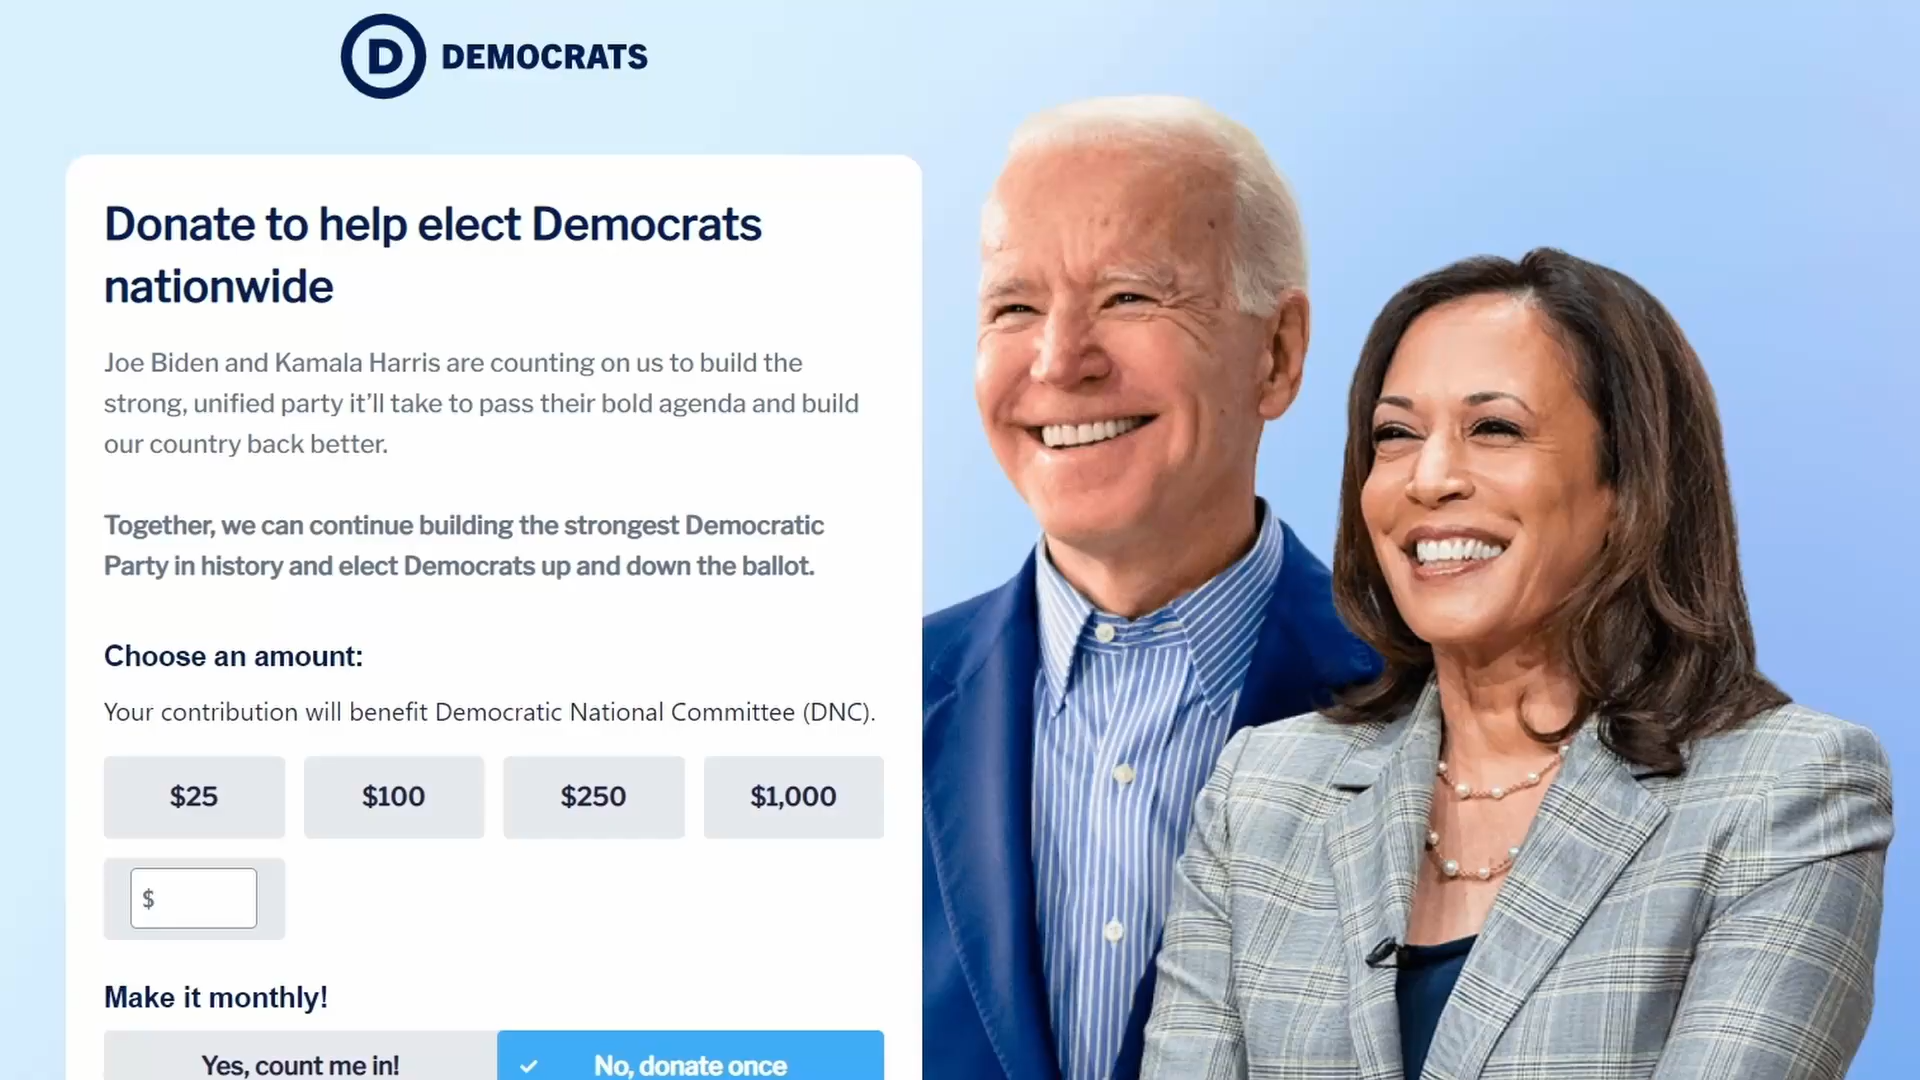 D DEMOCRATS
Donate to help elect Democrats
nationwide
Joe Biden and Kamala Harris are counting on us to build the
strong, unified party it’ll take to pass their bold agenda and build
our country back better.
Together, we can continue building the strongest Democratic
Party in history and elect Democrats up and down the ballot.
Choose an amount:
Your contribution will benefit Democratic National Committee (DNC).
$25 $100 $250 $1,000
$
Make it monthly!
Yes, count me in! No, donate once